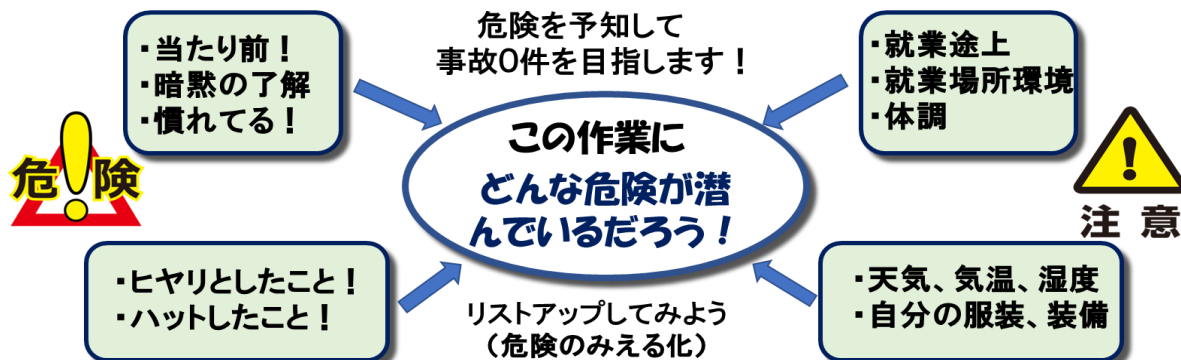 危険を予知して
事故0件を目指します！
・当たり前！
・暗黙の了解
・慣れてる！
・就業途上
・就業場所環境
・体調
危険
この作業に
どんな危険が潜
んでいるだろう！
注意
・ヒヤリとしたこと！
・ハットしたこと！
・天気、気温、湿度
・自分の服装、装備
リストアップしてみよう
（危険のみえる化）